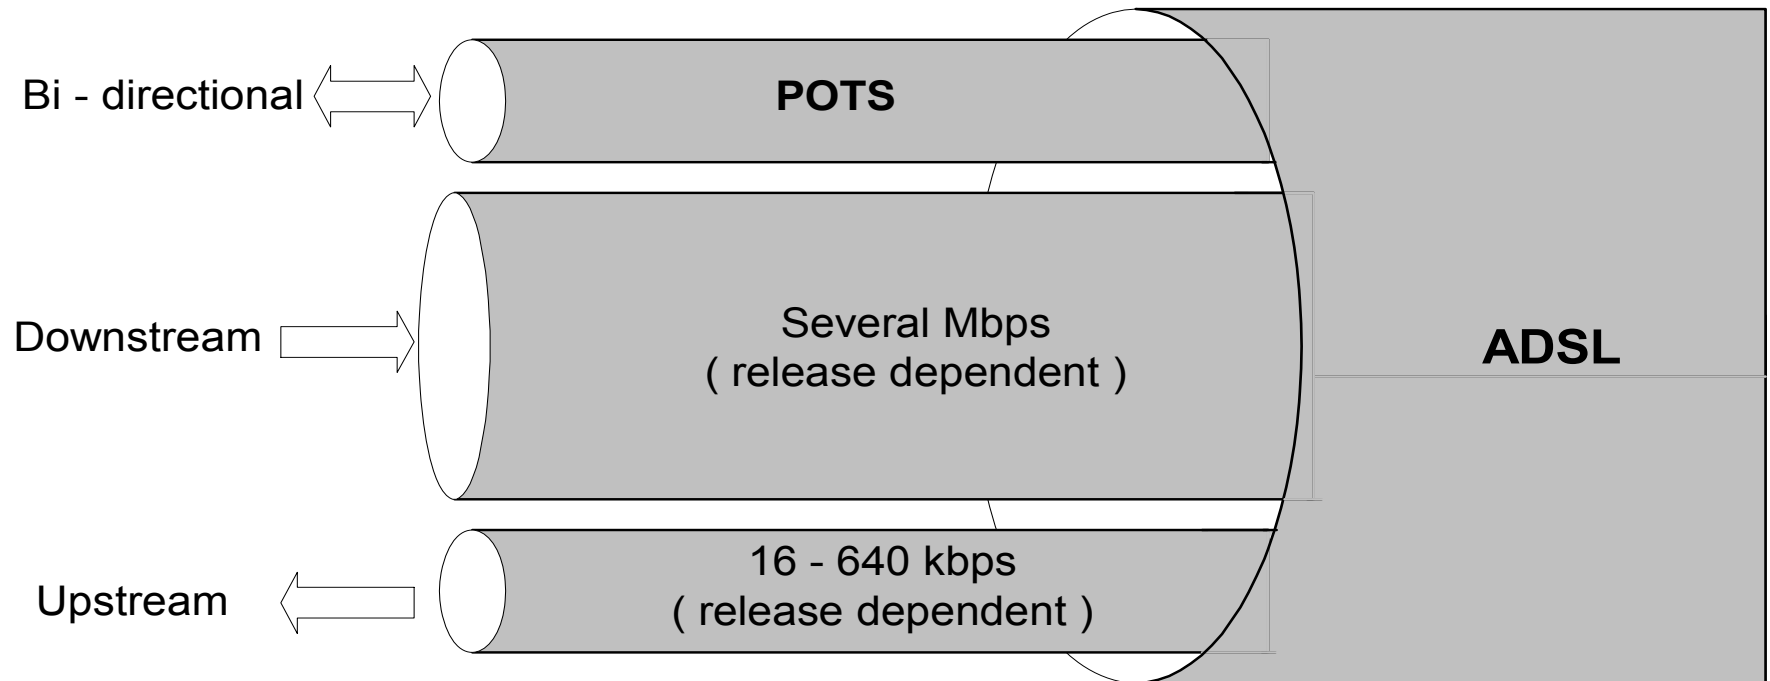 Bi - directional
POTS
Downstream
Several Mbps
( release dependent )
ADSL
Upstream
16 - 640 kbps
( release dependent )